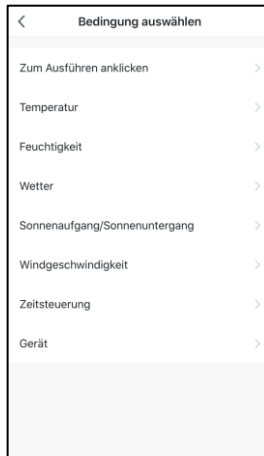 Bedingung auswählen
Zum Ausführen anklicken
Temperatur
Feuchtigkeit
Wetter
Sonnenaufgang/Sonnenuntergang
Windgeschwindigkeit
Zeitsteuerung
Gerät